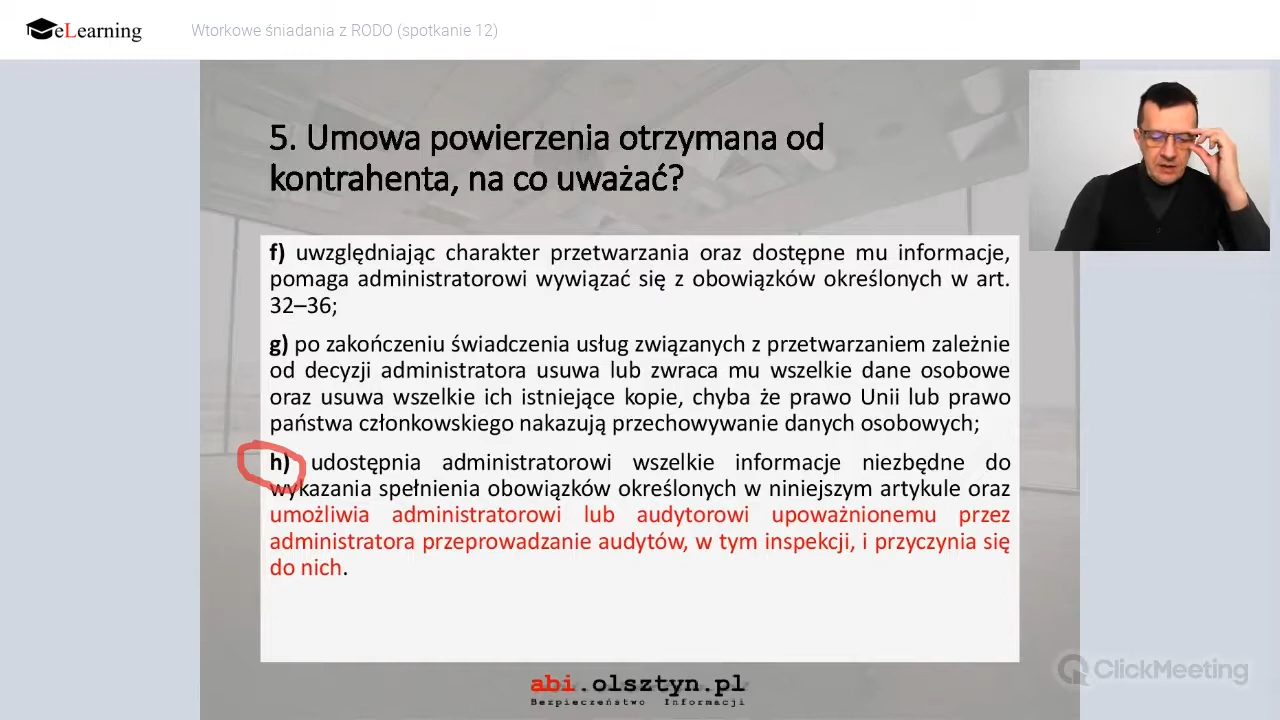 eLearning
Wtorkowe śniadania z RODO (spotkanie 12)
5. Umowa powierzenia otrzymana od
kontrahenta, na co uważać?
f) uwzględniając charakter przetwarzania oraz dostępne mu informacje,
pomaga administratorowi wywiązać się z obowiązków określonych w art.
32–36;
g) po zakończeniu świadczenia usług związanych z przetwarzaniem zależnie
od decyzji administratora usuwa lub zwraca mu wszelkie dane osobowe
oraz usuwa wszelkie ich istniejące kopie, chyba że prawo Unii lub prawo
państwa członkowskiego nakazują przechowywanie danych osobowych;
h) udostępnia administratorowi wszelkie informacje niezbędne do
wykazania spełnienia obowiązków określonych w niniejszym artykule oraz
umożliwia administratorowi lub audytorowi upoważnionemu przez
administratora przeprowadzanie audytów, w tym inspekcji, i przyczynia się
do nich.
abi.olsztyn.pl
Bezpieczeństwo Informacji
ClickMeeting